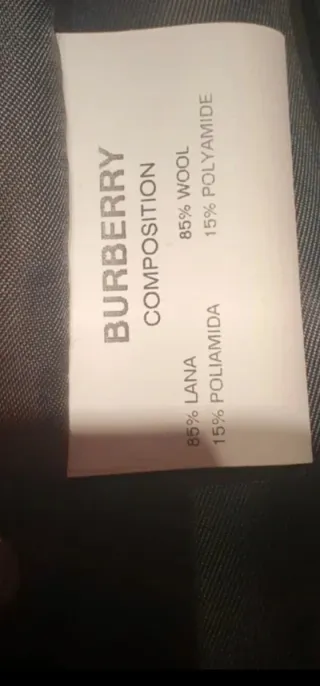 BURBERRY
COMPOSITION
85% LANA 85% WOOL
15% POLIAMIDA 15% POLYAMIDE